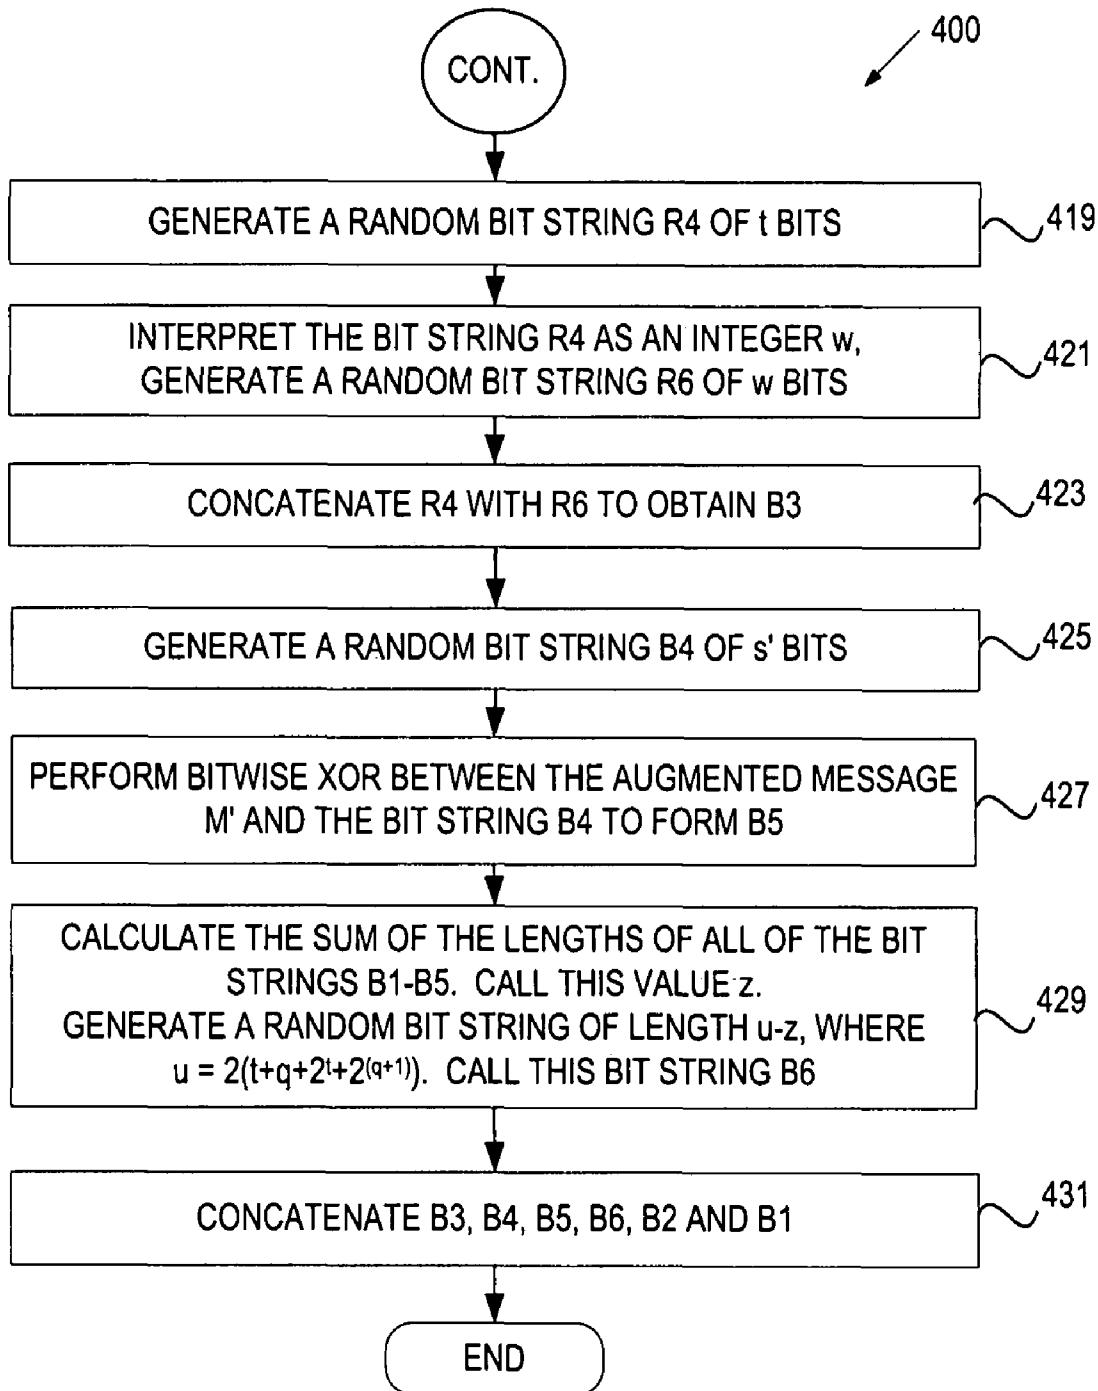 CONT.
400
GENERATE A RANDOM BIT STRING R4 OF t BITS
419
INTERPRET THE BIT STRING R4 AS AN INTEGER w,
GENERATE A RANDOM BIT STRING R6 OF w BITS
421
CONCATENATE R4 WITH R6 TO OBTAIN B3
423
GENERATE A RANDOM BIT STRING B4 OF s' BITS
425
PERFORM BITWISE XOR BETWEEN THE AUGMENTED MESSAGE
M' AND THE BIT STRING B4 TO FORM B5
427
CALCULATE THE SUM OF THE LENGTHS OF ALL OF THE BIT
STRINGS B1-B5. CALL THIS VALUE z.
GENERATE A RANDOM BIT STRING OF LENGTH u-z, WHERE
u = 2(t+q+2^t+2^(q+1)). CALL THIS BIT STRING B6
429
CONCATENATE B3, B4, B5, B6, B2 AND B1
431
END